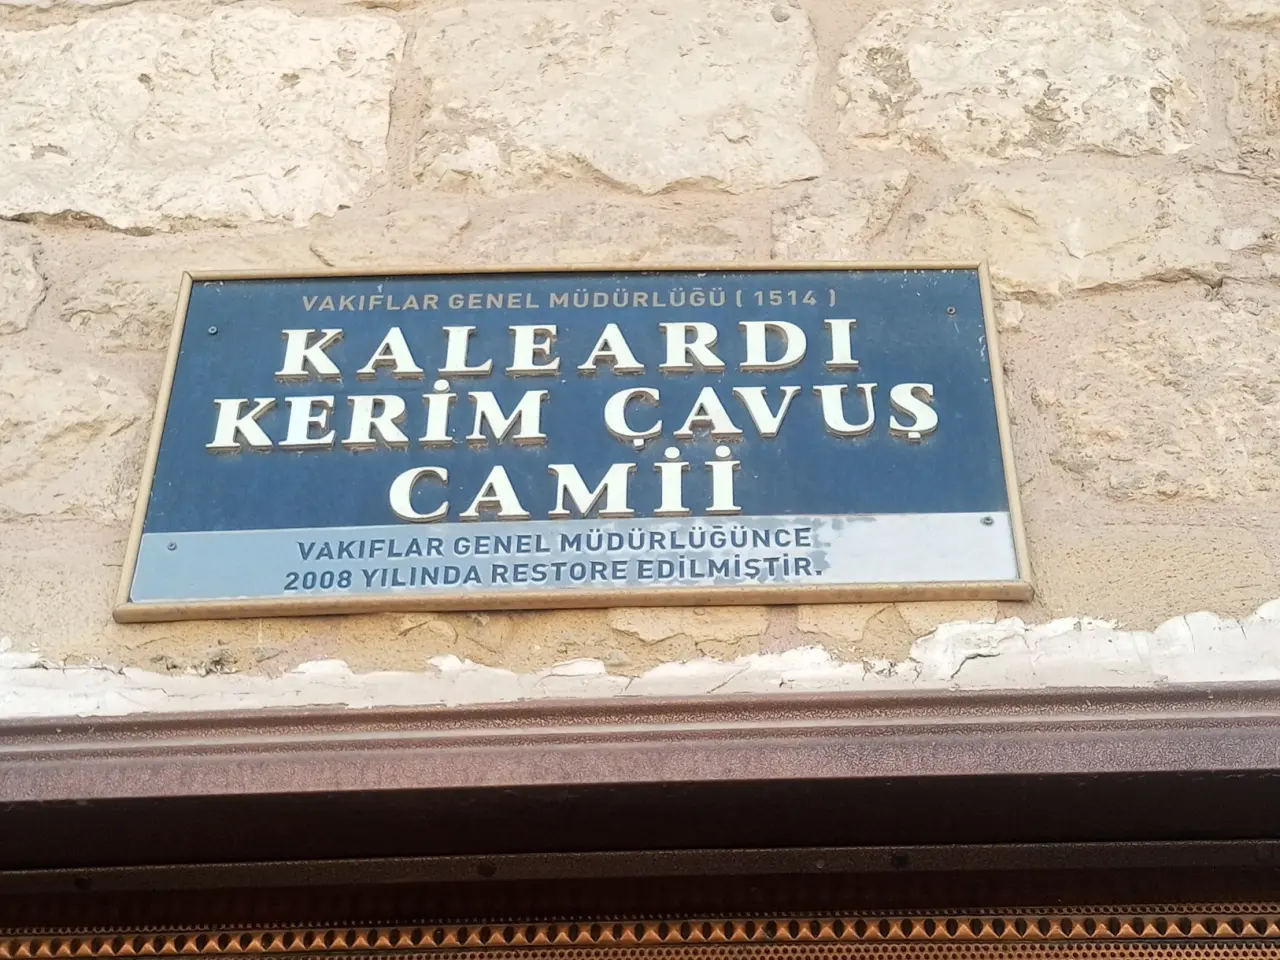 VAKIFLAR GENEL MÜDÜRLÜĞÜ ( 1514 )
KALEARDI
KERİM ÇAVUŞ
CAMİİ
VAKIFLAR GENEL MÜDÜRLÜĞÜNCE
2008 YILINDA RESTORE EDİLMİŞTİR.